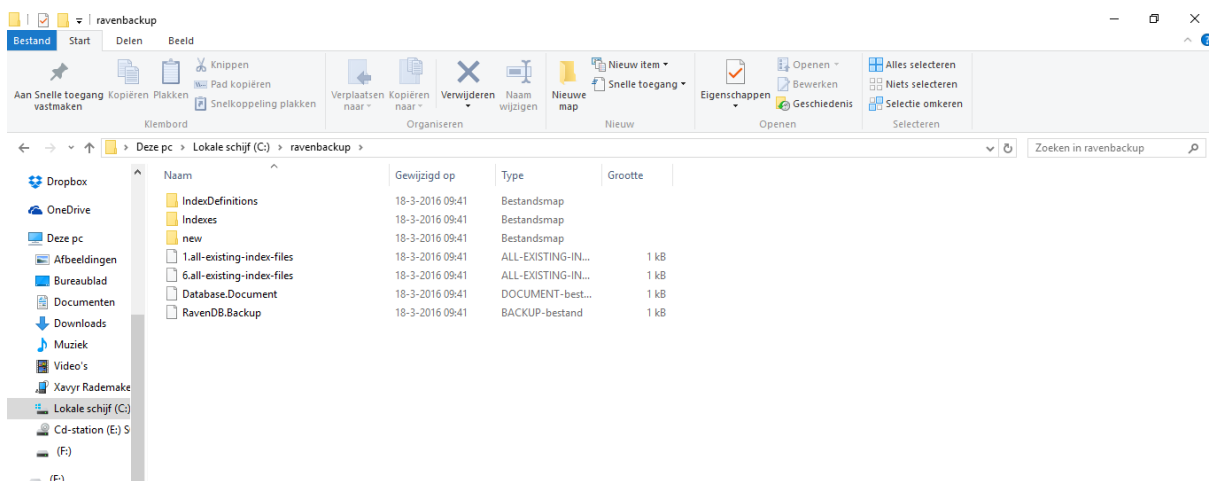 ravenbackup
Bestand Start Delen Beeld
Aan Snelle toegang vastmaken
Kopiëren
Plakken
Knippen
Pad kopiëren
Snelkoppeling plakken
Klembord
Verplaatsen naar
Kopiëren naar
Verwijderen
Naam wijzigen
Organiseren
Nieuwe map
Nieuw item
Snelle toegang
Nieuw
Eigenschappen
Openen
Bewerken
Geschiedenis
Openen
Alles selecteren
Niets selecteren
Selectie omkeren
Selecteren
Deze pc > Lokale schijf (C:) > ravenbackup >
Zoeken in ravenbackup
Dropbox
OneDrive
Deze pc
Afbeeldingen
Bureaublad
Documenten
Downloads
Muziek
Video's
Xavyr Rademake
Lokale schijf (C:)
Cd-station (E:) S
(F:)
(F:)
Naam Gewijzigd op Type Grootte
IndexDefinitions 18-3-2016 09:41 Bestandsmap
Indexes 18-3-2016 09:41 Bestandsmap
new 18-3-2016 09:41 Bestandsmap
1.all-existing-index-files 18-3-2016 09:41 ALL-EXISTING-IN... 1 kB
6.all-existing-index-files 18-3-2016 09:41 ALL-EXISTING-IN... 1 kB
Database.Document 18-3-2016 09:41 DOCUMENT-best... 1 kB
RavenDB.Backup 18-3-2016 09:41 BACKUP-bestand 1 kB